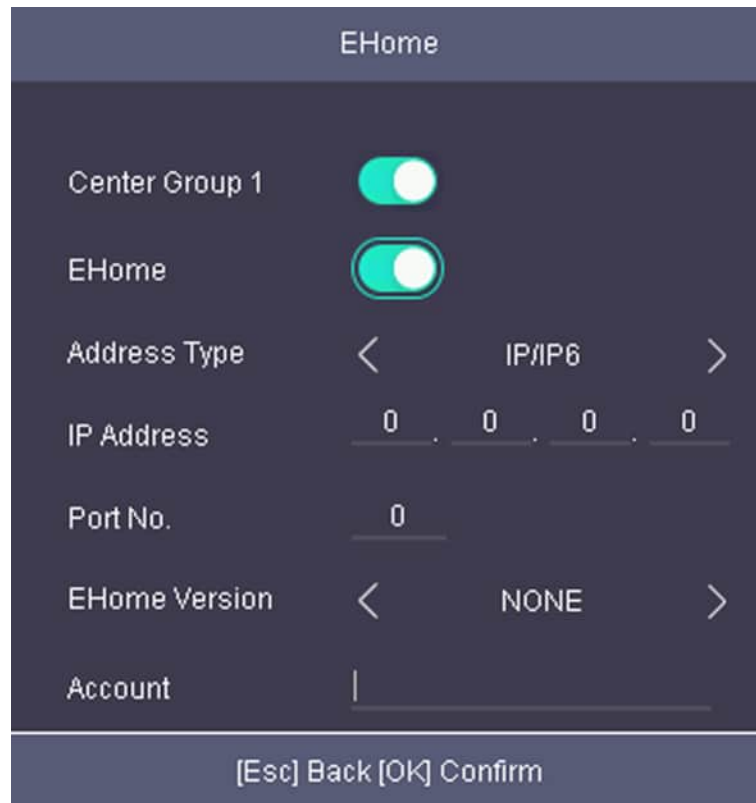 EHome
Center Group 1
EHome
Address Type < IP/IP6 >
IP Address 0 . 0 . 0 . 0
Port No. 0
EHome Version < NONE >
Account
[Esc] Back [OK] Confirm